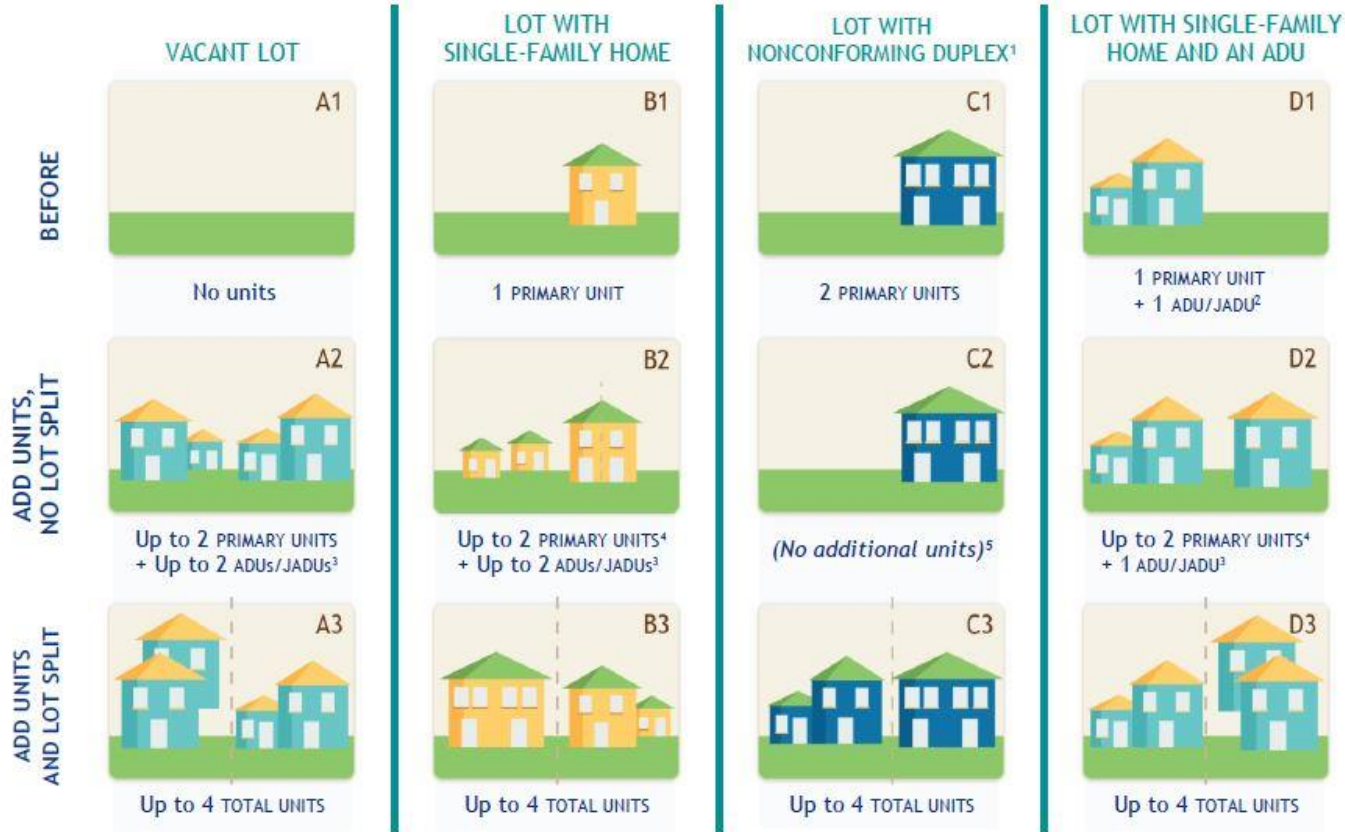 VACANT LOT
LOT WITH
SINGLE-FAMILY HOME
LOT WITH
NONCONFORMING DUPLEX¹
LOT WITH SINGLE-FAMILY
HOME AND AN ADU
BEFORE
A1
B1
C1
D1
No units
1 PRIMARY UNIT
2 PRIMARY UNITS
1 PRIMARY UNIT
+ 1 ADU/JADU²
ADD UNITS,
NO LOT SPLIT
A2
B2
C2
D2
Up to 2 PRIMARY UNITS
+ Up to 2 ADUs/JADUs³
Up to 2 PRIMARY UNITS⁴
+ Up to 2 ADUs/JADUs³
(No additional units)⁵
Up to 2 PRIMARY UNITS⁴
+ 1 ADU/JADU³
ADD UNITS
AND LOT SPLIT
A3
B3
C3
D3
Up to 4 TOTAL UNITS
Up to 4 TOTAL UNITS
Up to 4 TOTAL UNITS
Up to 4 TOTAL UNITS